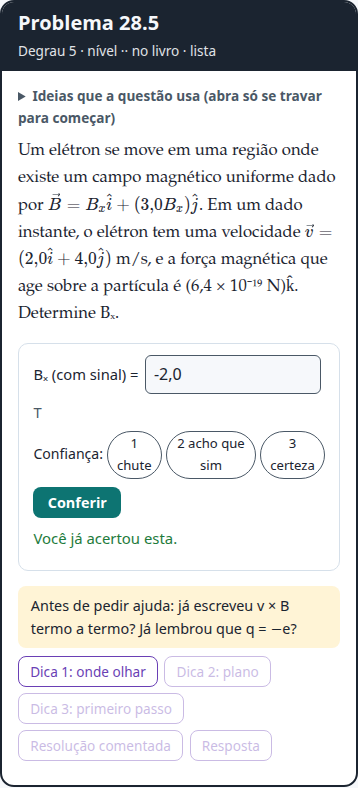 Problema 28.5
Degrau 5 · nível ·· no livro · lista
▶ Ideias que a questão usa (abra só se travar
para começar)
Um elétron se move em uma região onde
existe um campo magnético uniforme dado
por B⃗ = Bₓî + (3,0Bₓ)ĵ. Em um dado
instante, o elétron tem uma velocidade v⃗ =
(2,0î + 4,0ĵ) m/s, e a força magnética que
age sobre a partícula é (6,4 × 10⁻¹⁹ N)k̂.
Determine Bₓ.
Bₓ (com sinal) = -2,0
T
Confiança: 1 chute 2 acho que sim 3 certeza
Conferir
Você já acertou esta.
Antes de pedir ajuda: já escreveu v × B
termo a termo? Já lembrou que q = −e?
Dica 1: onde olhar Dica 2: plano
Dica 3: primeiro passo
Resolução comentada Resposta